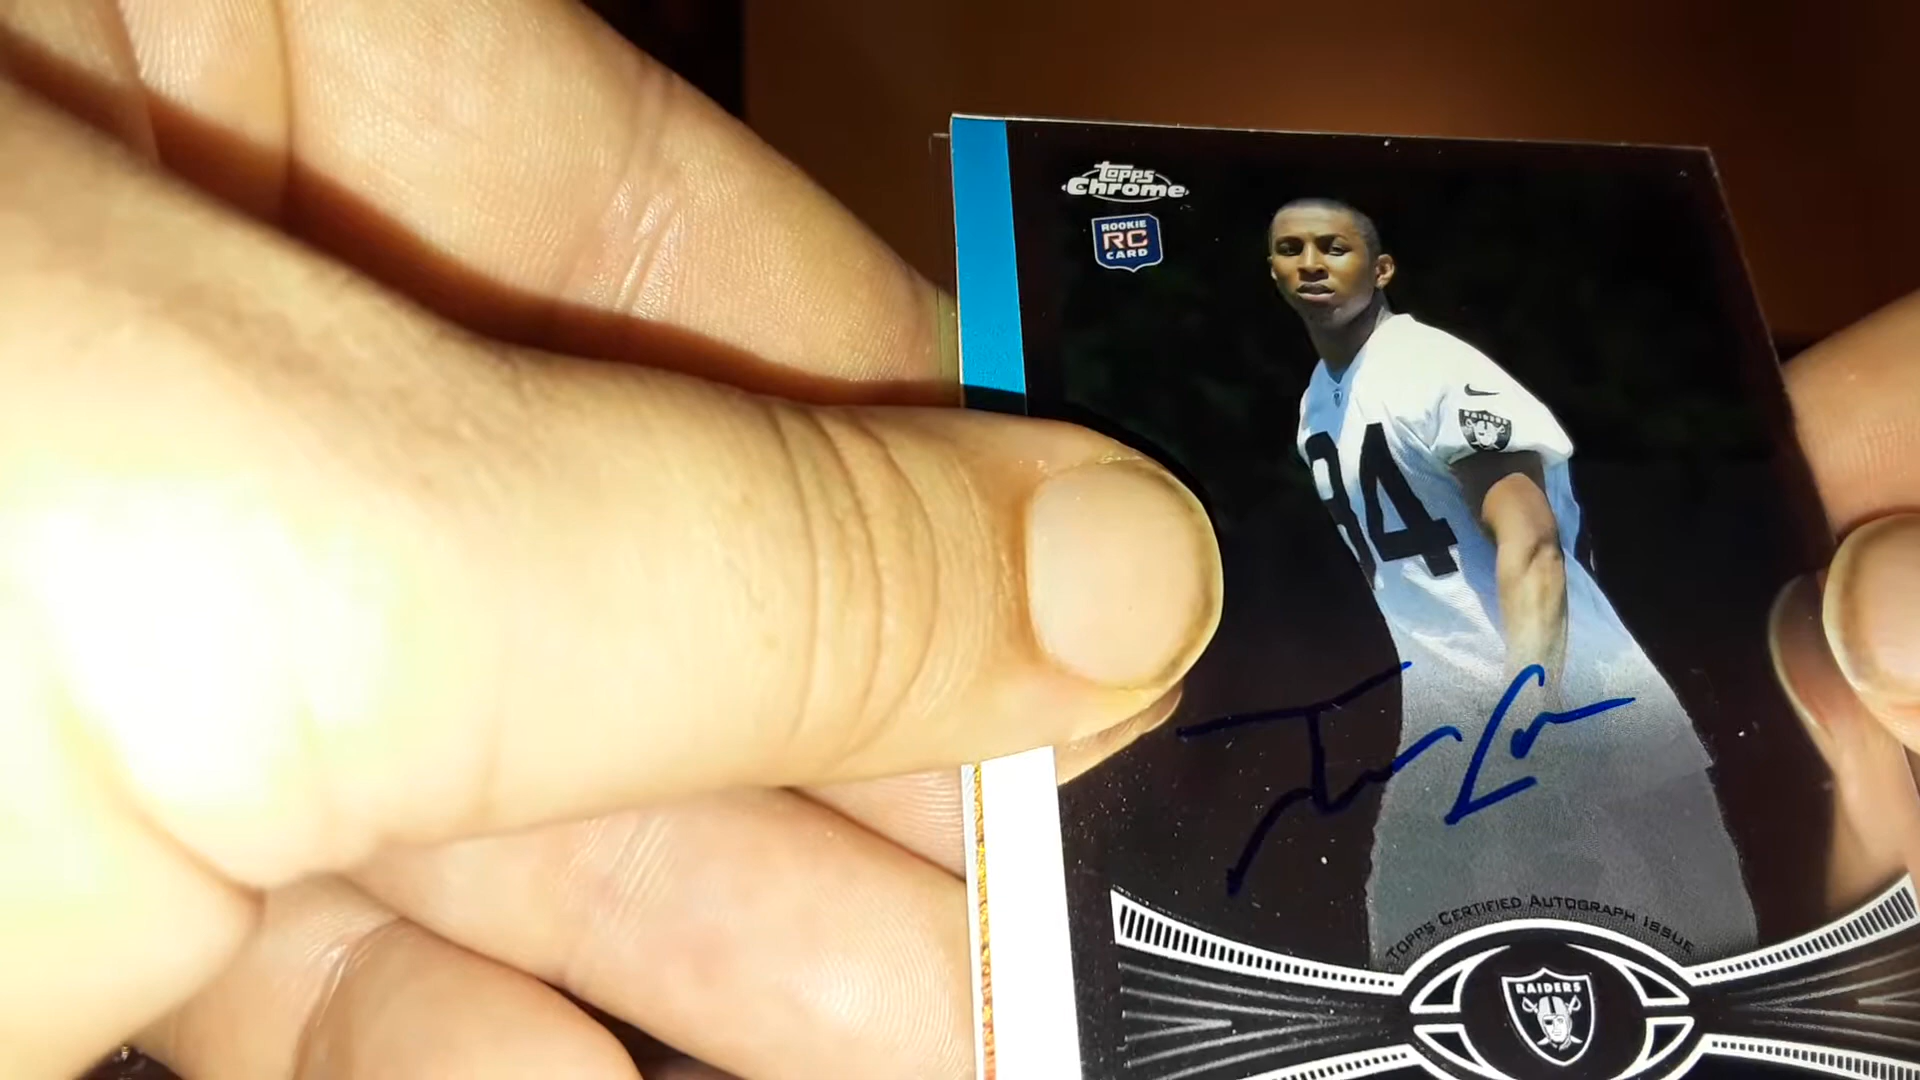 topps
Chrome
ROOKIE
RC
CARD
RAIDERS
84
TOPPS CERTIFIED AUTOGRAPH ISSUE
RAIDERS